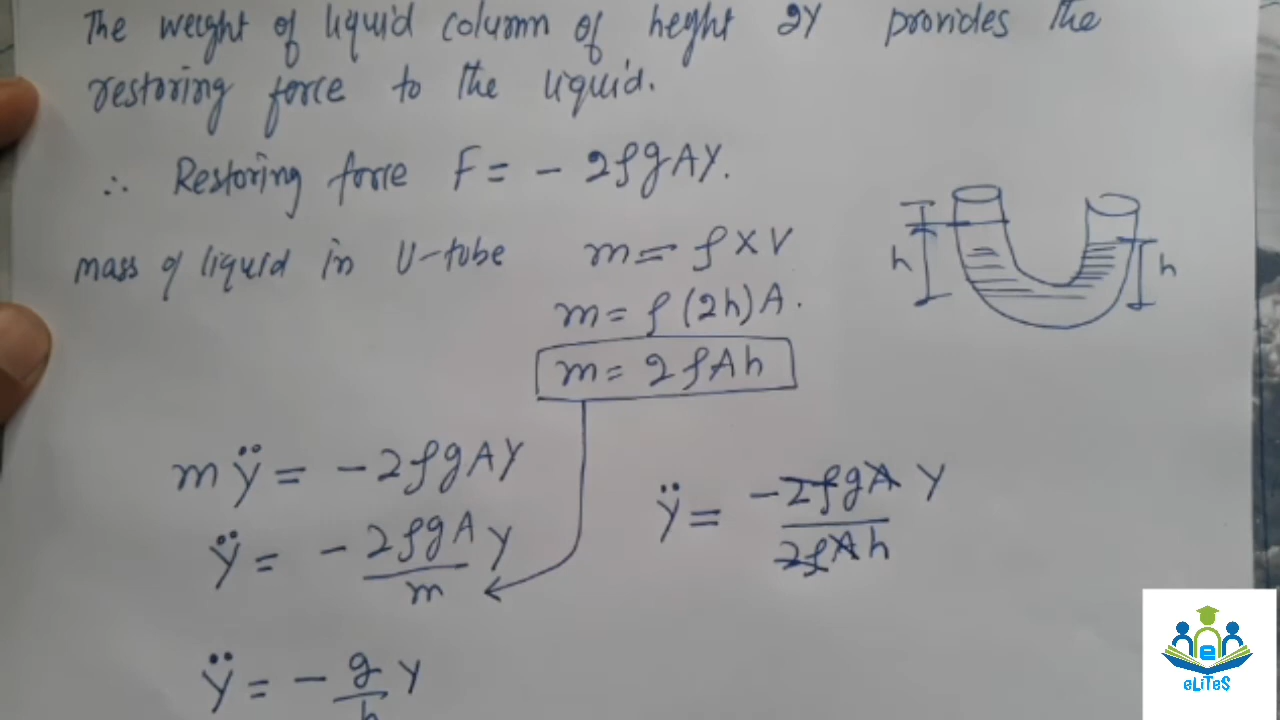 The weight of liquid column of heght 2Y provides the
restoring force to the liquid.
∴ Restoring force F = - 2ρgAY.
mass of liquid in U-tube m = ρ X V
m = ρ (2h) A.
m = 2ρAh
h
h
mŸ = - 2ρgAY
Ÿ = - 2ρgA/m Y
Ÿ = -2ρgA/2ρAh Y
Ÿ = - g/h Y
e
eLiTeS